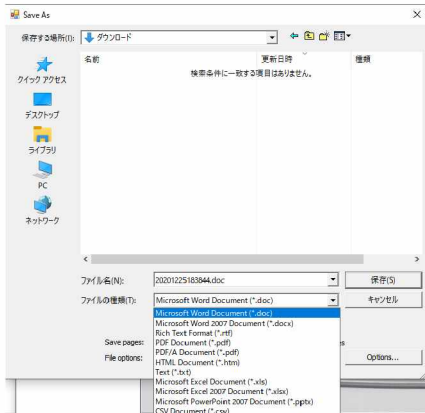 Save As
保存する場所(I):
ダウンロード
名前
更新日時
種類
検索条件に一致する項目はありません。
クイック アクセス
デスクトップ
ライブラリ
PC
ネットワーク
ファイル名(N):
20201225183844.doc
保存(S)
ファイルの種類(T):
Microsoft Word Document (*.doc)
キャンセル
Microsoft Word Document (*.doc)
Microsoft Word 2007 Document (*.docx)
Rich Text Format (*.rtf)
Save pages:
PDF Document (*.pdf)
PDF/A Document (*.pdf)
File options:
HTML Document (*.htm)
Options...
Text (*.txt)
Microsoft Excel Document (*.xls)
Microsoft Excel 2007 Document (*.xlsx)
Microsoft PowerPoint 2007 Document (*.pptx)
CSV Document (*.csv)